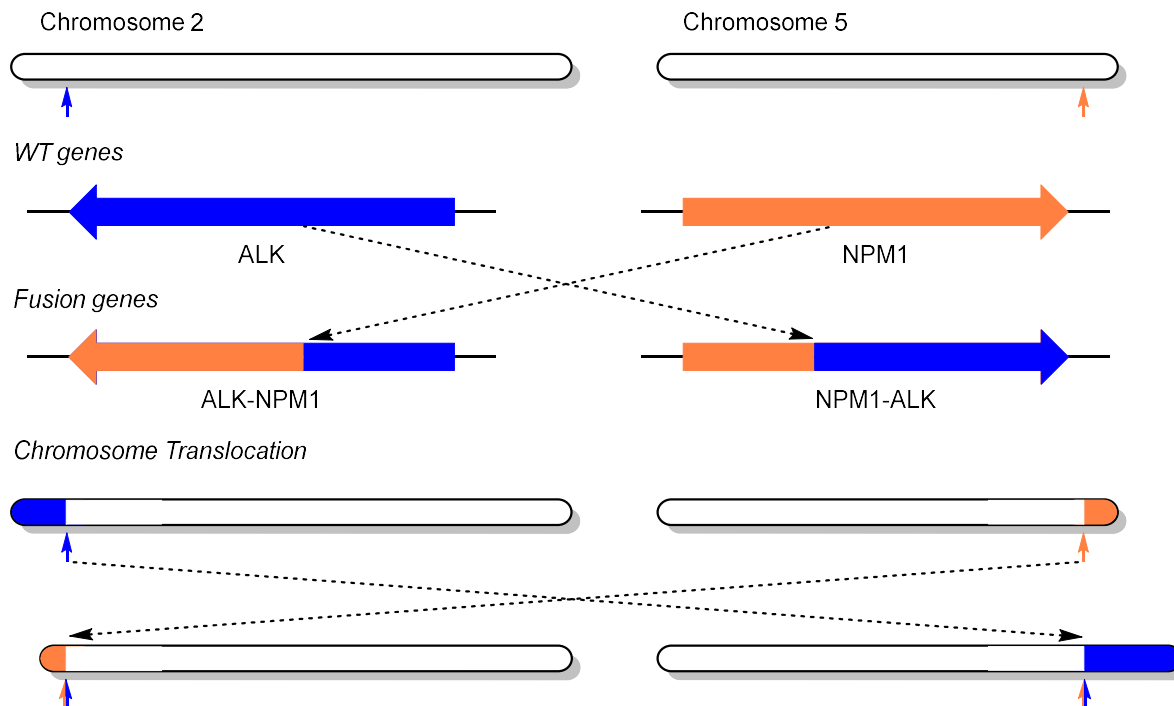 Chromosome 2
Chromosome 5
WT genes
ALK
NPM1
Fusion genes
ALK-NPM1
NPM1-ALK
Chromosome Translocation